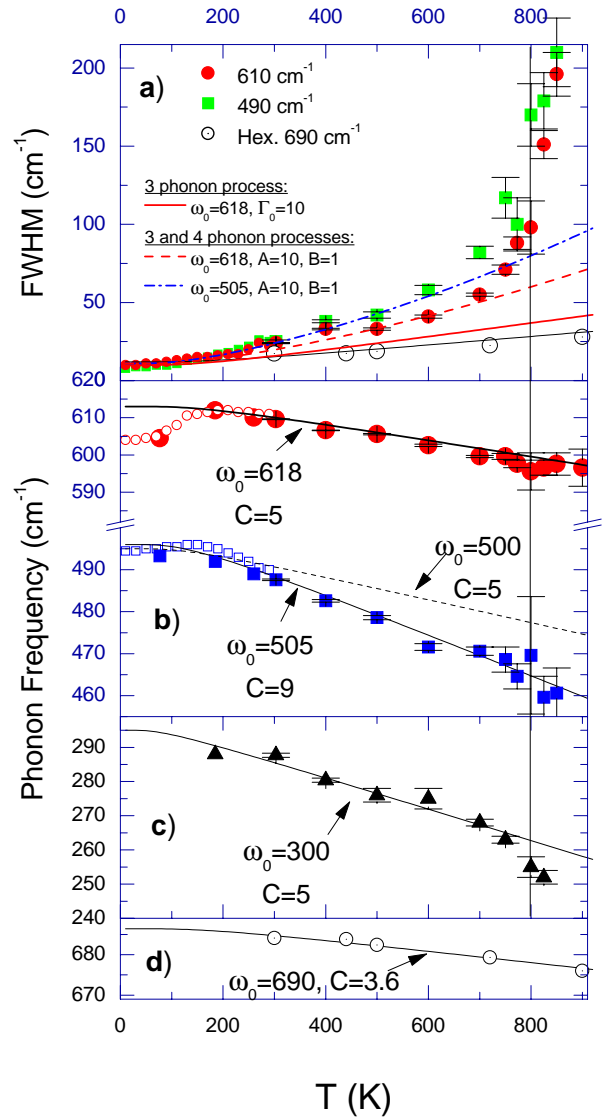 0 200 400 600 800
200
150
100
50
FWHM (cm⁻¹)
a)
610 cm⁻¹
490 cm⁻¹
Hex. 690 cm⁻¹
3 phonon process:
ω₀=618, Γ₀=10
3 and 4 phonon processes:
ω₀=618, A=10, B=1
ω₀=505, A=10, B=1
620
610
600
590
ω₀=618
C=5
490
480
470
460
Phonon Frequency (cm⁻¹)
ω₀=500
C=5
b)
ω₀=505
C=9
290
280
270
260
250
240
c)
ω₀=300
C=5
680
670
d)
ω₀=690, C=3.6
0 200 400 600 800
T (K)